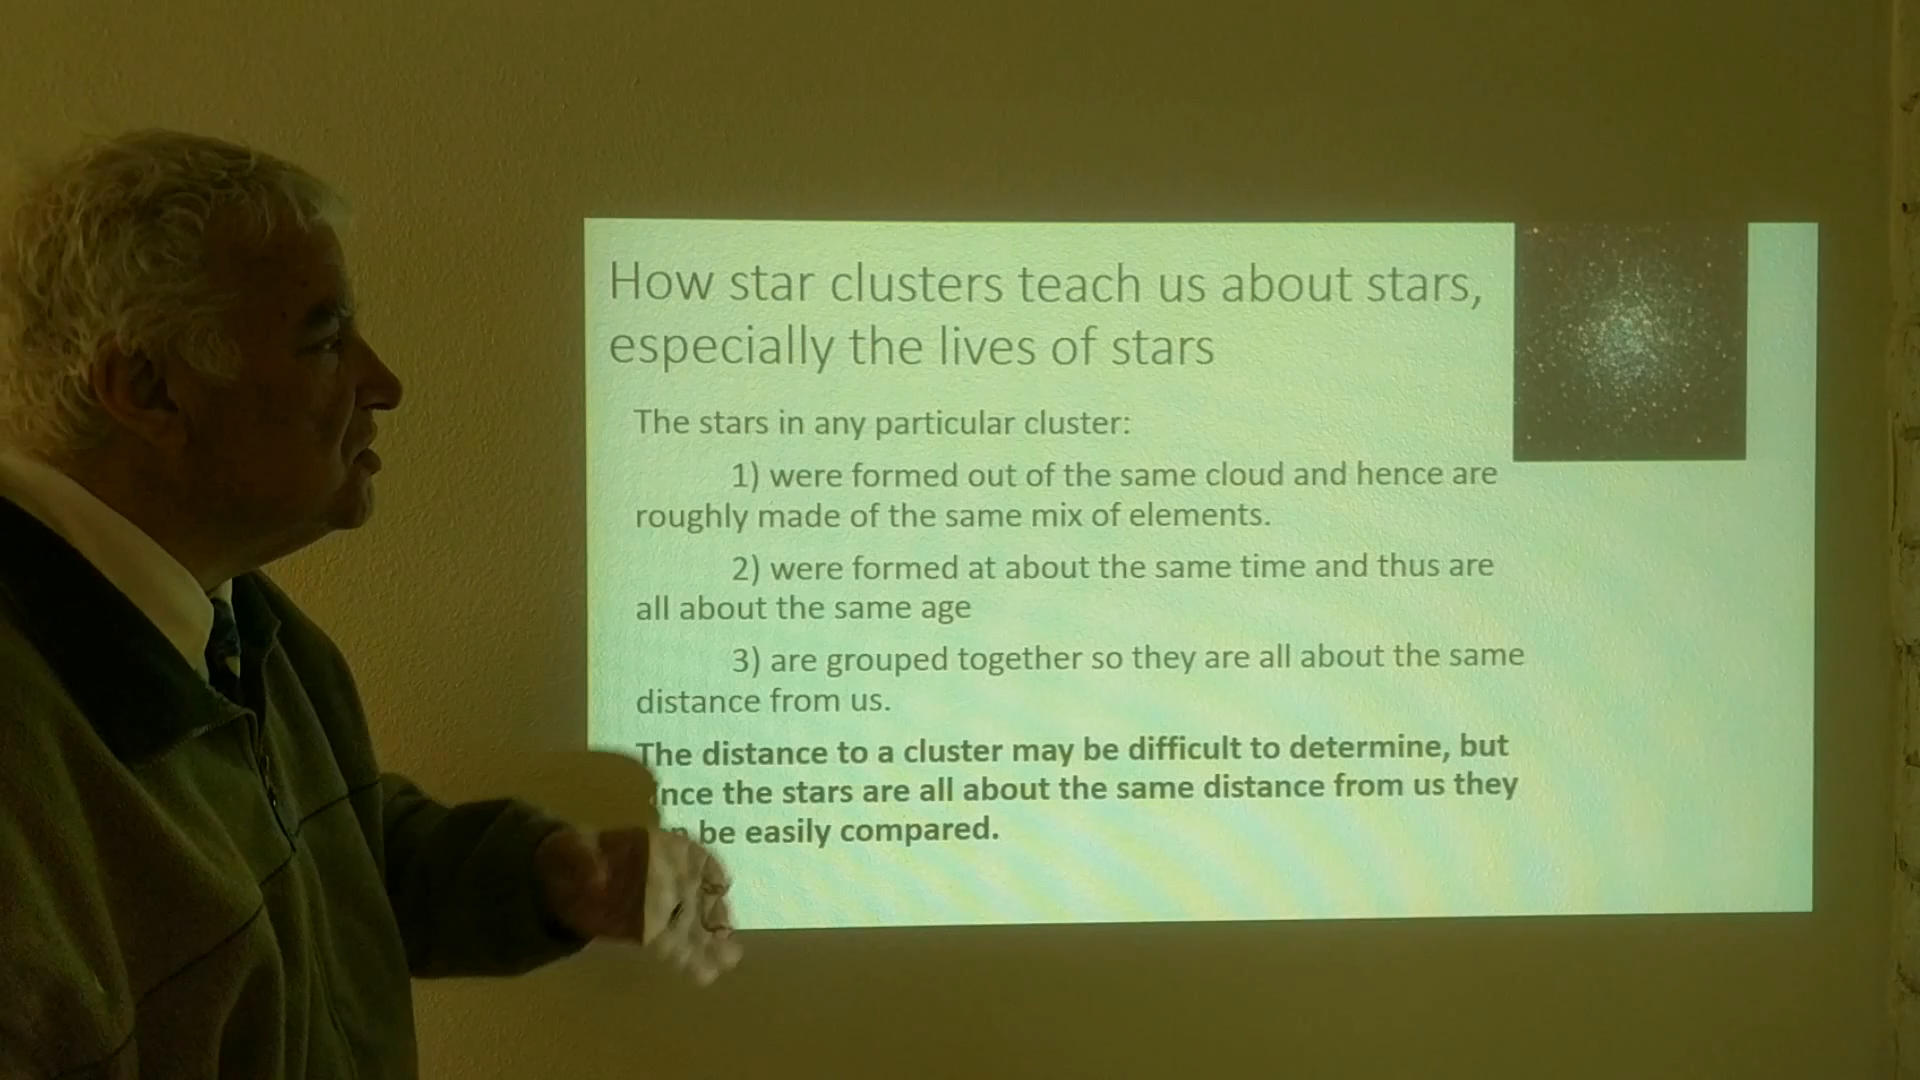 How star clusters teach us about stars,
especially the lives of stars
The stars in any particular cluster:
1) were formed out of the same cloud and hence are
roughly made of the same mix of elements.
2) were formed at about the same time and thus are
all about the same age
3) are grouped together so they are all about the same
distance from us.
The distance to a cluster may be difficult to determine, but
the stars are all about the same distance from us they
be easily compared.